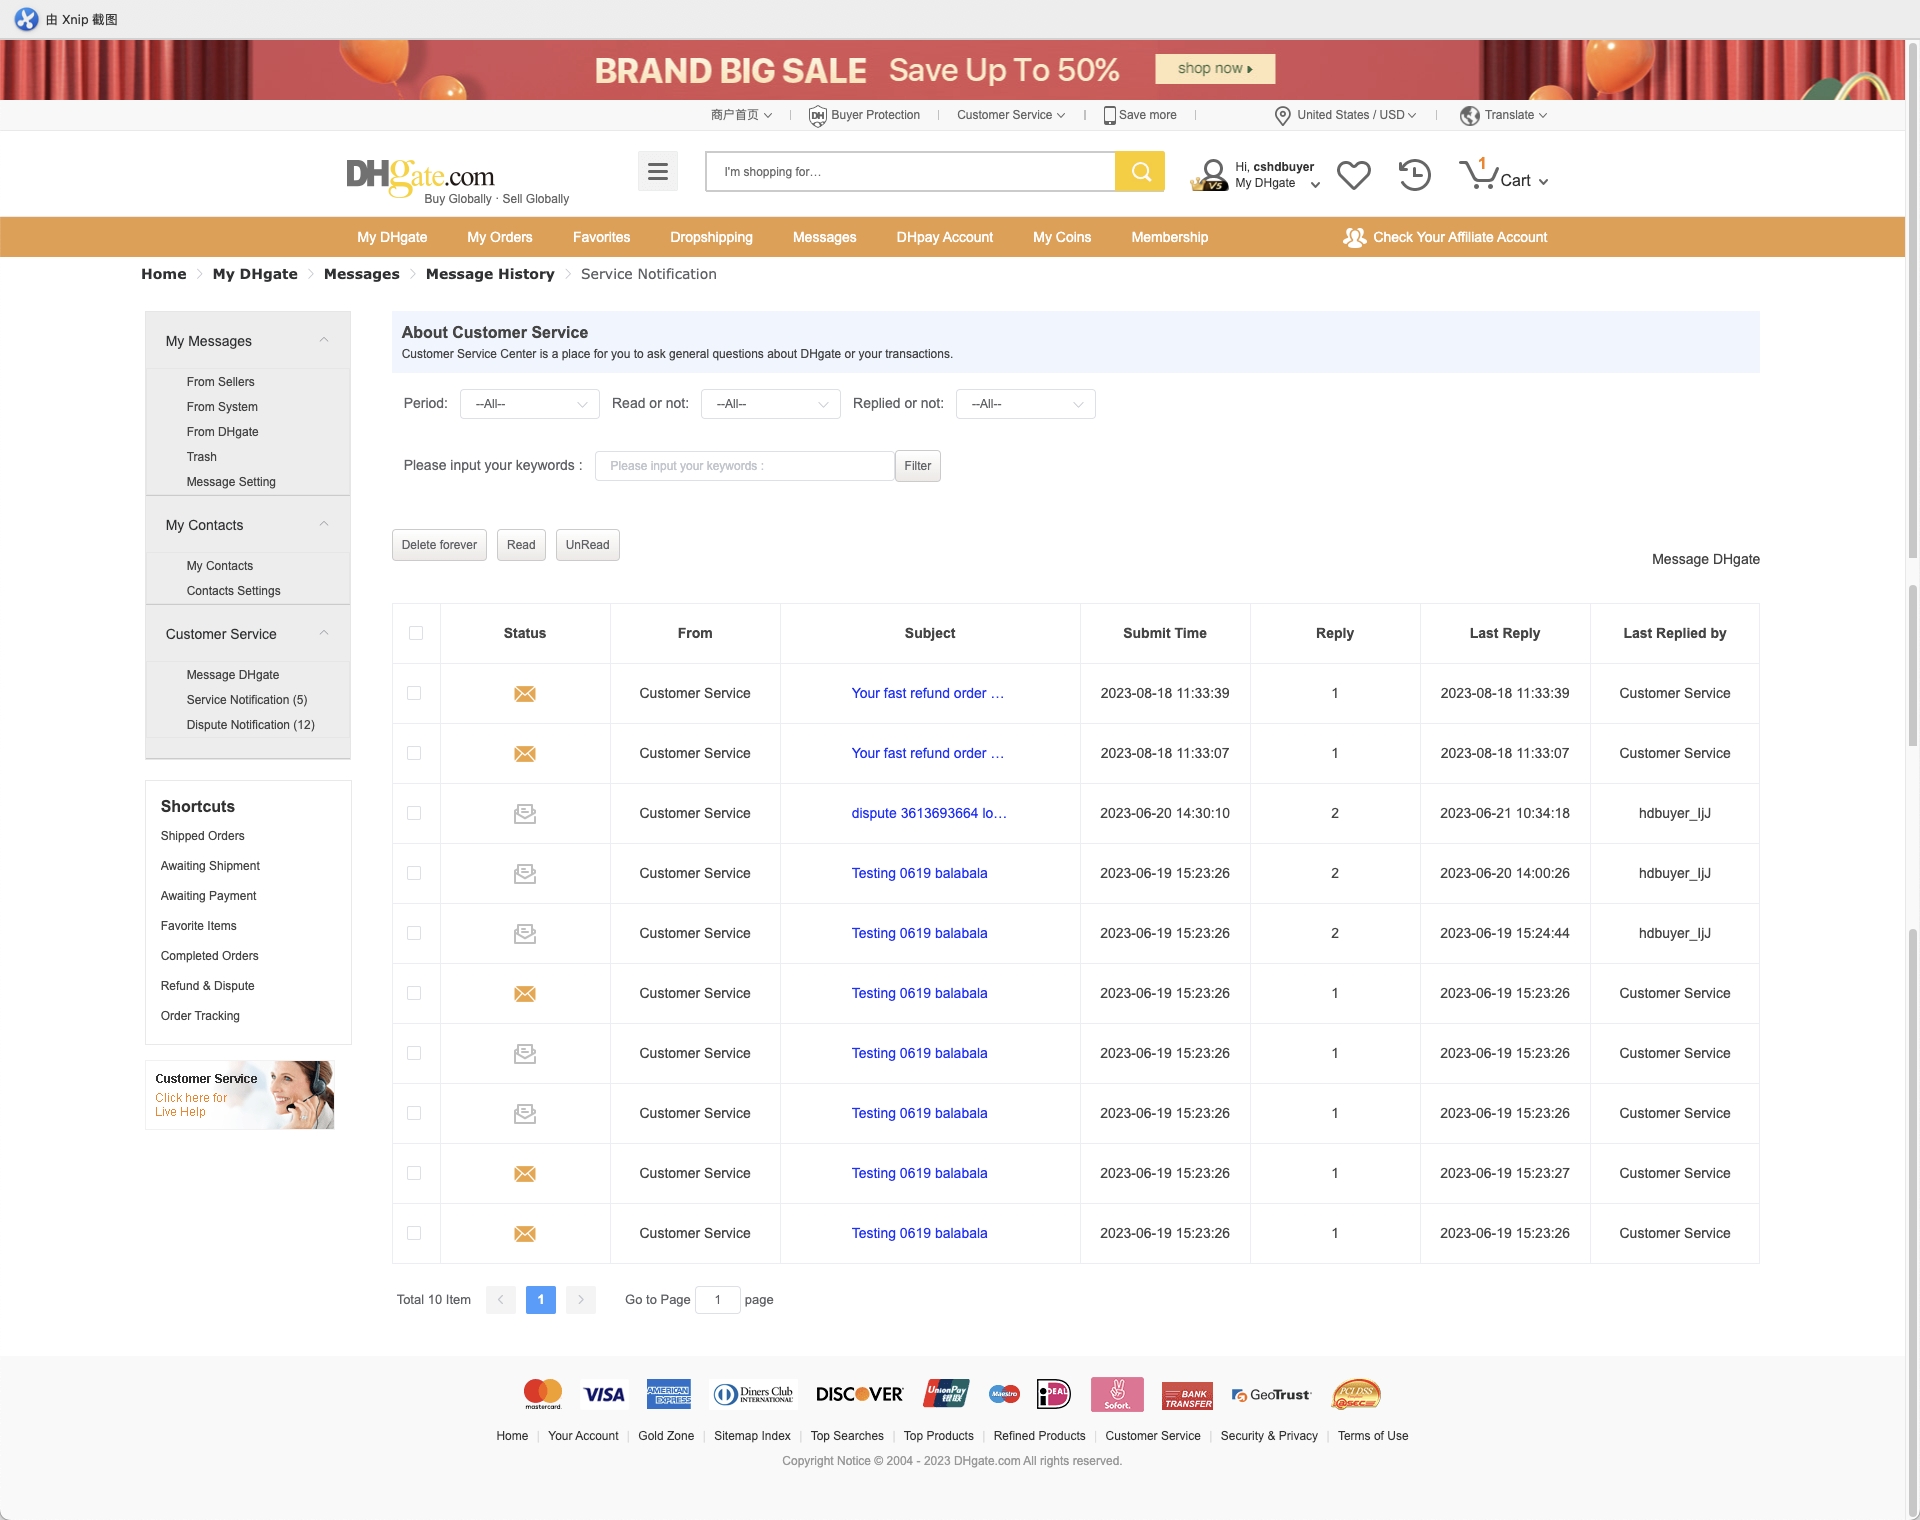 由 Xnip 截图
BRAND BIG SALE Save Up To 50% shop now
商户首页 Buyer Protection Customer Service Save more United States / USD Translate
DHgate.com
Buy Globally · Sell Globally
I'm shopping for...
V5
Hi, cshdbuyer
My DHgate
1
Cart
My DHgate My Orders Favorites Dropshipping Messages DHpay Account My Coins Membership Check Your Affiliate Account
Home My DHgate Messages Message History Service Notification
My Messages
From Sellers
From System
From DHgate
Trash
Message Setting
My Contacts
My Contacts
Contacts Settings
Customer Service
Message DHgate
Service Notification (5)
Dispute Notification (12)
Shortcuts
Shipped Orders
Awaiting Shipment
Awaiting Payment
Favorite Items
Completed Orders
Refund & Dispute
Order Tracking
Customer Service
Click here for
Live Help
About Customer Service
Customer Service Center is a place for you to ask general questions about DHgate or your transactions.
Period: --All-- Read or not: --All-- Replied or not: --All--
Please input your keywords : Please input your keywords : Filter
Delete forever Read UnRead
Message DHgate
Status From Subject Submit Time Reply Last Reply Last Replied by
Customer Service Your fast refund order ... 2023-08-18 11:33:39 1 2023-08-18 11:33:39 Customer Service
Customer Service Your fast refund order ... 2023-08-18 11:33:07 1 2023-08-18 11:33:07 Customer Service
Customer Service dispute 3613693664 lo... 2023-06-20 14:30:10 2 2023-06-21 10:34:18 hdbuyer_ljJ
Customer Service Testing 0619 balabala 2023-06-19 15:23:26 2 2023-06-20 14:00:26 hdbuyer_ljJ
Customer Service Testing 0619 balabala 2023-06-19 15:23:26 2 2023-06-19 15:24:44 hdbuyer_ljJ
Customer Service Testing 0619 balabala 2023-06-19 15:23:26 1 2023-06-19 15:23:26 Customer Service
Customer Service Testing 0619 balabala 2023-06-19 15:23:26 1 2023-06-19 15:23:26 Customer Service
Customer Service Testing 0619 balabala 2023-06-19 15:23:26 1 2023-06-19 15:23:26 Customer Service
Customer Service Testing 0619 balabala 2023-06-19 15:23:26 1 2023-06-19 15:23:27 Customer Service
Customer Service Testing 0619 balabala 2023-06-19 15:23:26 1 2023-06-19 15:23:26 Customer Service
Total 10 Item 1 Go to Page 1 page
mastercard. VISA AMERICAN EXPRESS Diners Club INTERNATIONAL DISCOVER UnionPay 银联 Maestro iDEAL Sofort. BANK TRANSFER GeoTrust PCI DSS @SEC
Home Your Account Gold Zone Sitemap Index Top Searches Top Products Refined Products Customer Service Security & Privacy Terms of Use
Copyright Notice © 2004 - 2023 DHgate.com All rights reserved.